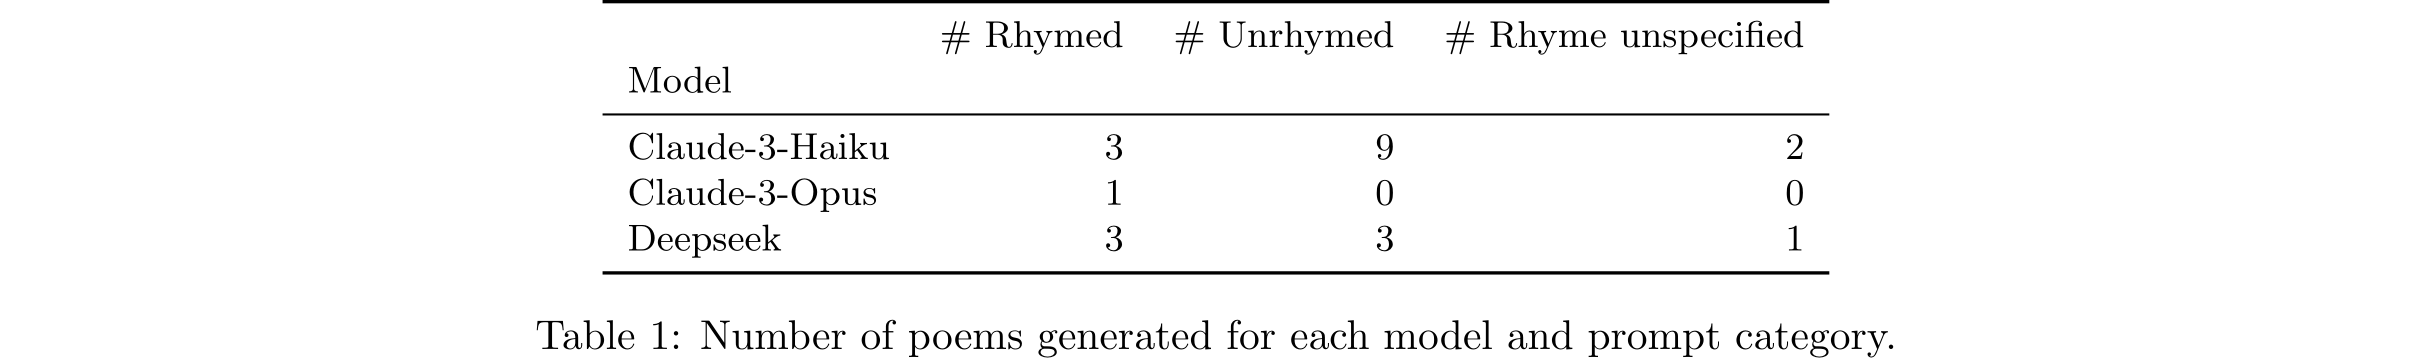 # Rhymed # Unrhymed # Rhyme unspecified
Model
Claude-3-Haiku 3 9 2
Claude-3-Opus 1 0 0
Deepseek 3 3 1
Table 1: Number of poems generated for each model and prompt category.